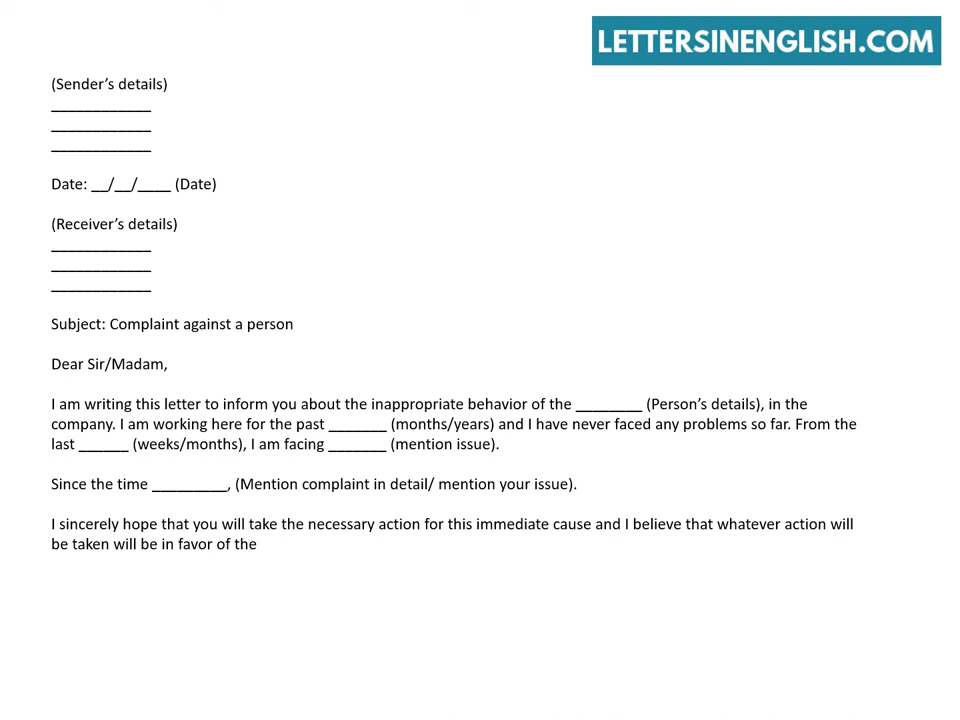 LETTERSINENGLISH.COM
(Sender’s details)
____________
____________
____________
Date: __/__/____ (Date)
(Receiver’s details)
____________
____________
____________
Subject: Complaint against a person
Dear Sir/Madam,
I am writing this letter to inform you about the inappropriate behavior of the ________ (Person’s details), in the
company. I am working here for the past _______ (months/years) and I have never faced any problems so far. From the
last ______ (weeks/months), I am facing _______ (mention issue).
Since the time _________, (Mention complaint in detail/ mention your issue).
I sincerely hope that you will take the necessary action for this immediate cause and I believe that whatever action will
be taken will be in favor of the